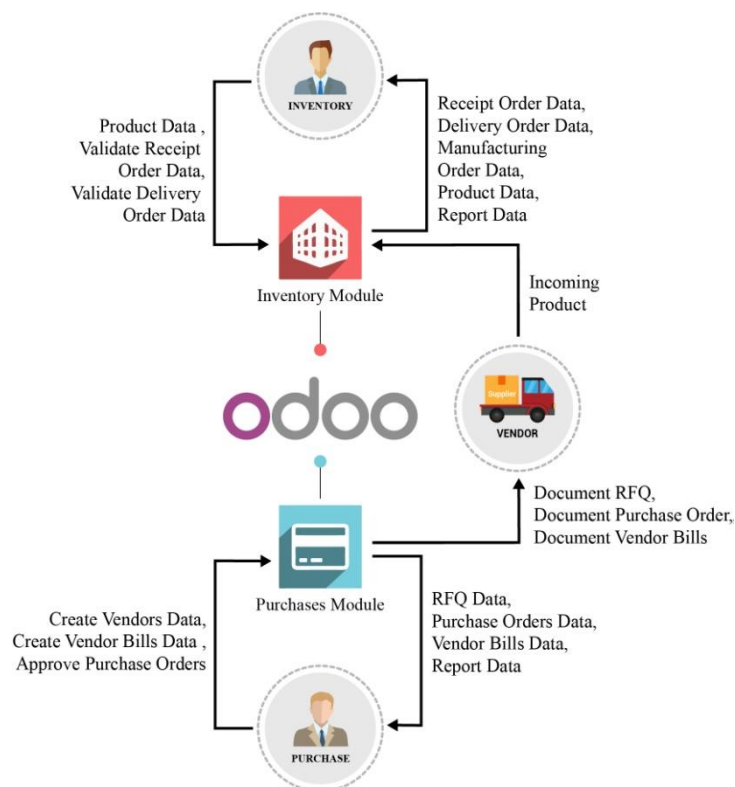 INVENTORY
Product Data ,
Validate Receipt
Order Data,
Validate Delivery
Order Data
Receipt Order Data,
Delivery Order Data,
Manufacturing
Order Data,
Product Data,
Report Data
Inventory Module
Incoming
Product
odoo
Supplier
VENDOR
Document RFQ,
Document Purchase Order,
Document Vendor Bills
Purchases Module
Create Vendors Data,
Create Vendor Bills Data ,
Approve Purchase Orders
RFQ Data,
Purchase Orders Data,
Vendor Bills Data,
Report Data
PURCHASE